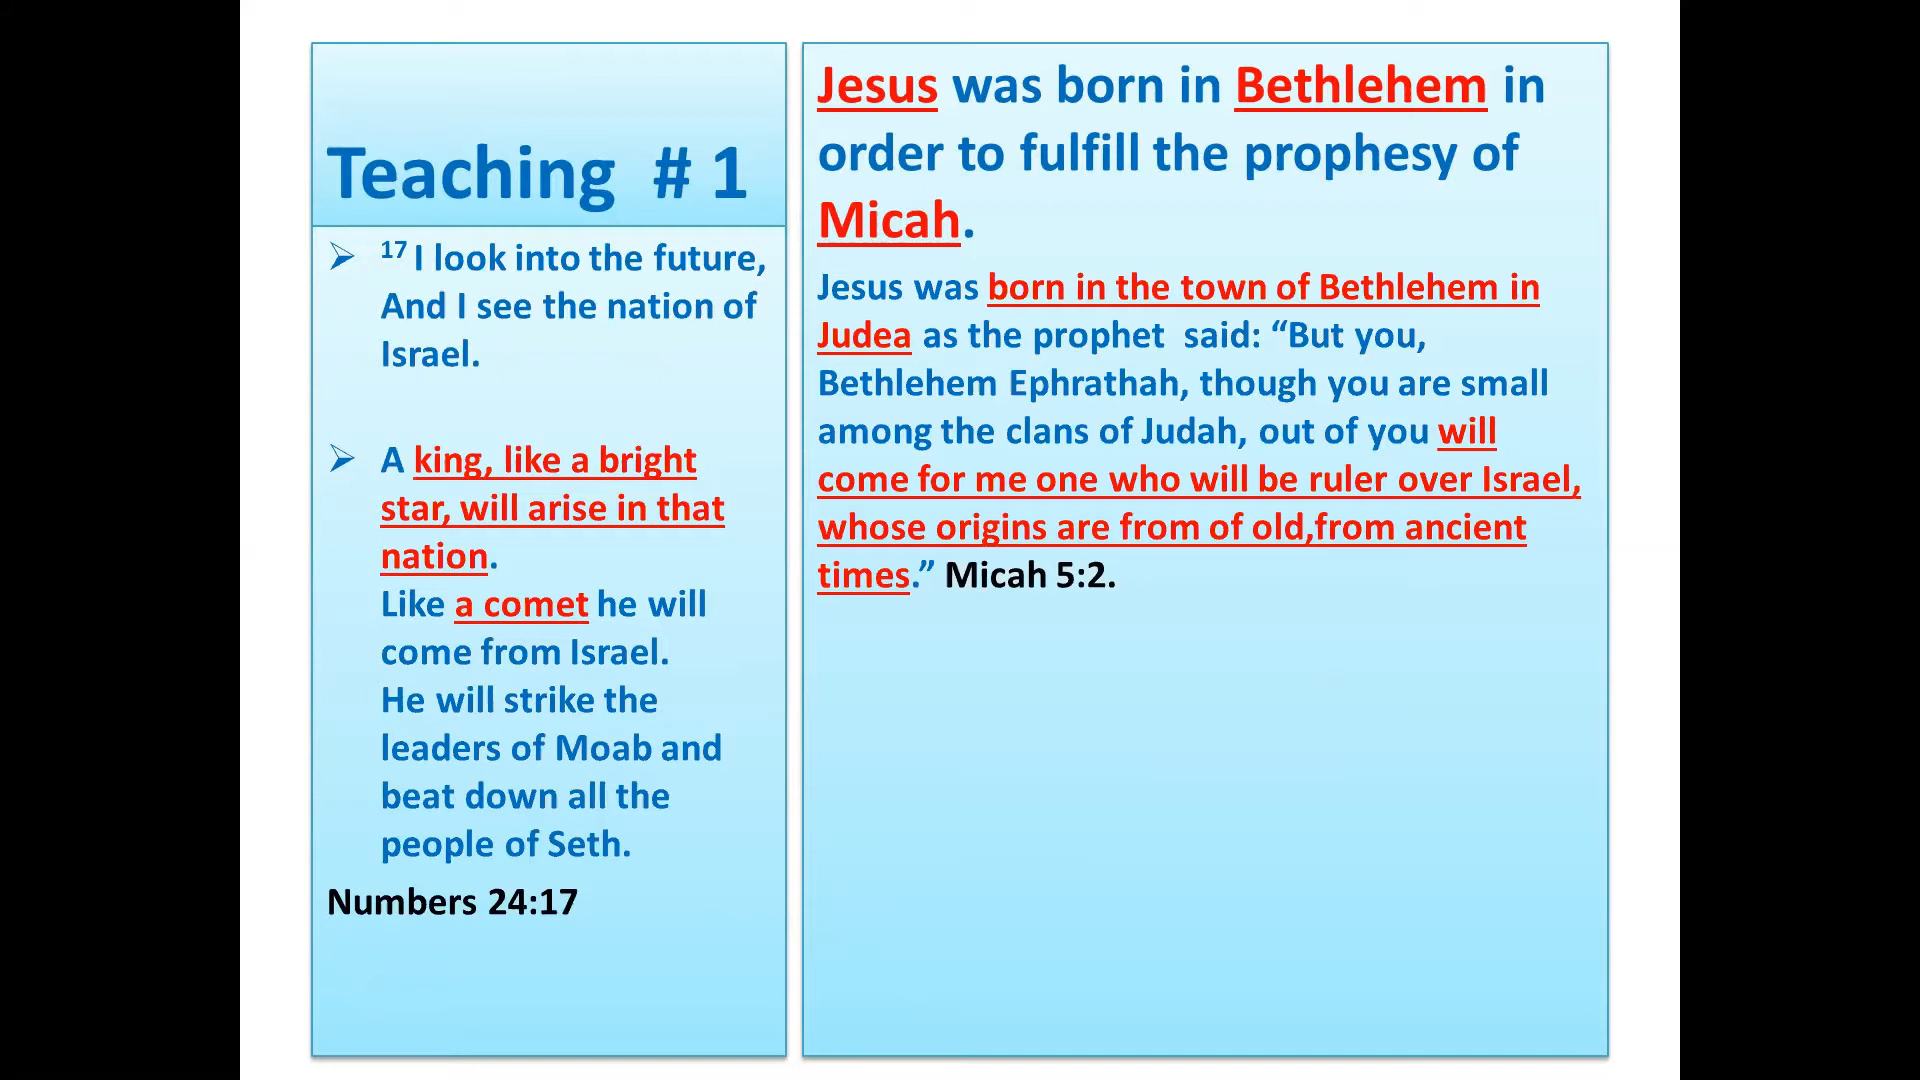 Teaching # 1
17 I look into the future,
And I see the nation of
Israel.
A king, like a bright
star, will arise in that
nation.
Like a comet he will
come from Israel.
He will strike the
leaders of Moab and
beat down all the
people of Seth.
Numbers 24:17
Jesus was born in Bethlehem in
order to fulfill the prophesy of
Micah.
Jesus was born in the town of Bethlehem in
Judea as the prophet said: “But you,
Bethlehem Ephrathah, though you are small
among the clans of Judah, out of you will
come for me one who will be ruler over Israel,
whose origins are from of old,from ancient
times.” Micah 5:2.